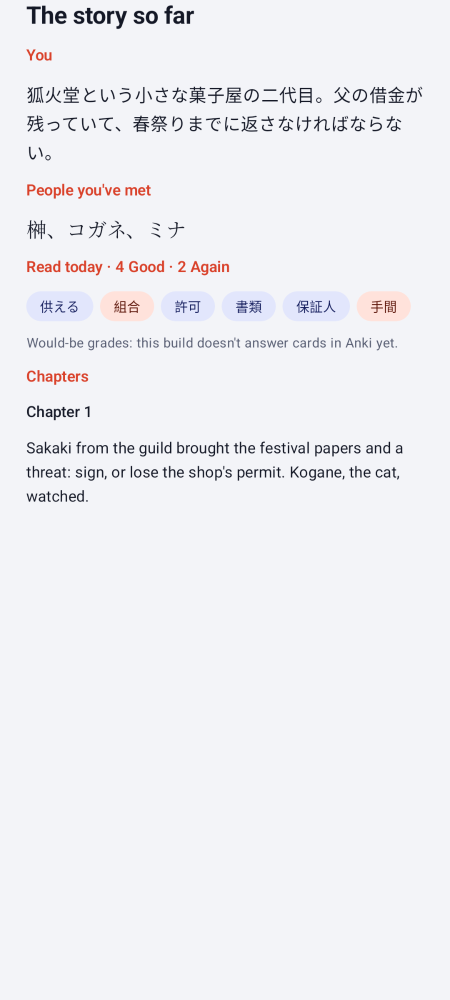 The story so far
You
狐火堂という小さな菓子屋の二代目。父の借金が
残っていて、春祭りまでに返さなければならな
い。
People you've met
榊、コガネ、ミナ
Read today · 4 Good · 2 Again
供える 組合 許可 書類 保証人 手間
Would-be grades: this build doesn't answer cards in Anki yet.
Chapters
Chapter 1
Sakaki from the guild brought the festival papers and a
threat: sign, or lose the shop's permit. Kogane, the cat,
watched.